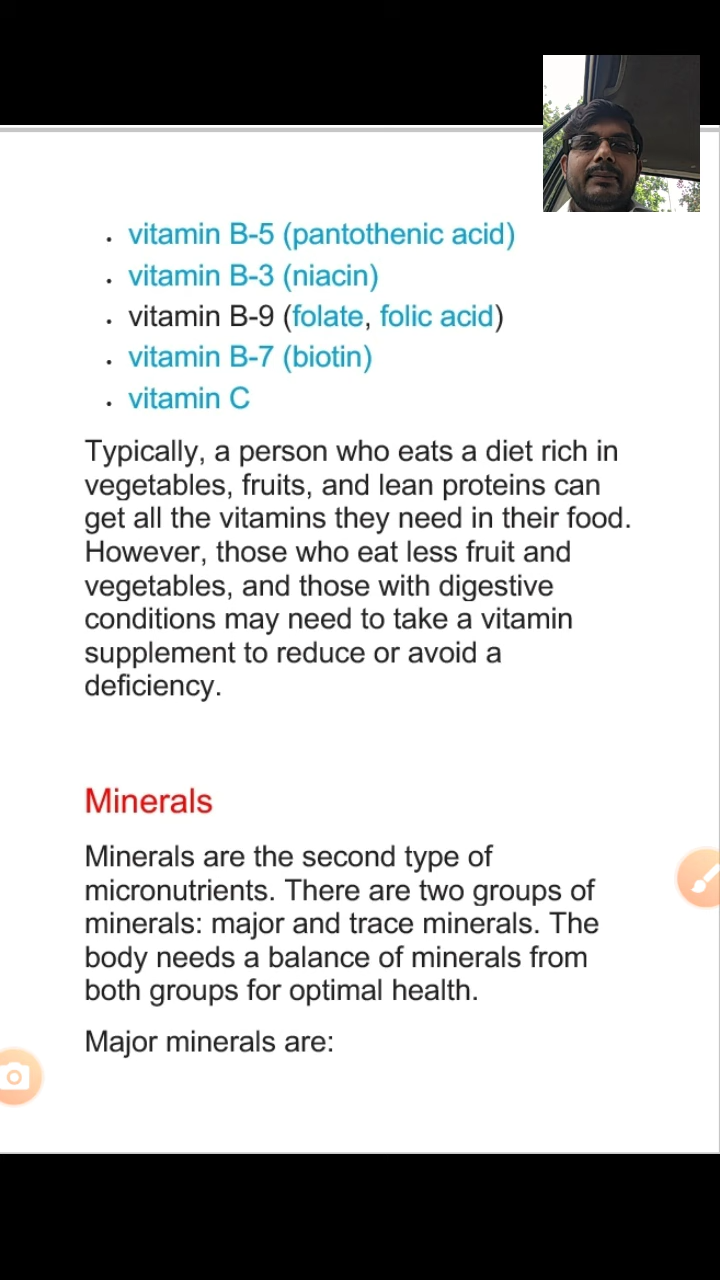 . vitamin B-5 (pantothenic acid)
. vitamin B-3 (niacin)
. vitamin B-9 (folate, folic acid)
. vitamin B-7 (biotin)
. vitamin C
Typically, a person who eats a diet rich in
vegetables, fruits, and lean proteins can
get all the vitamins they need in their food.
However, those who eat less fruit and
vegetables, and those with digestive
conditions may need to take a vitamin
supplement to reduce or avoid a
deficiency.
Minerals
Minerals are the second type of
micronutrients. There are two groups of
minerals: major and trace minerals. The
body needs a balance of minerals from
both groups for optimal health.
Major minerals are: